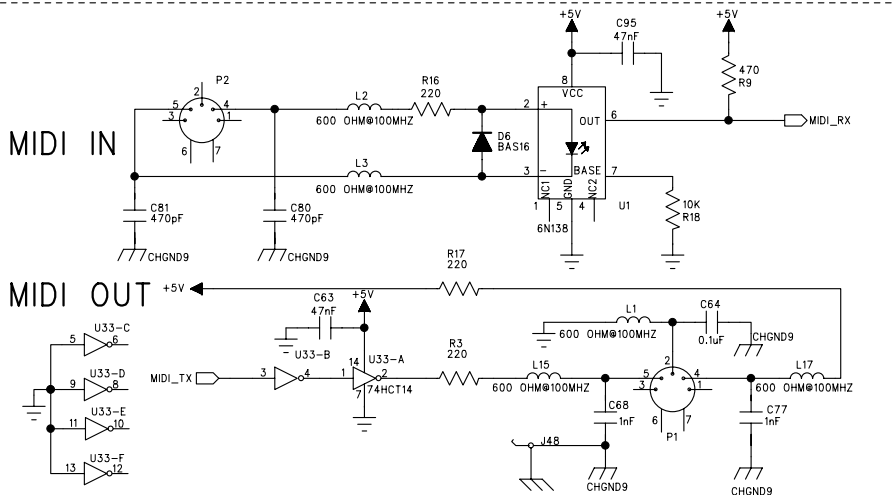 +5V
C95
47nF
+5V
470
R9
P2
2
5
4
3
1
6
7
L2
600 OHM@100MHZ
R16
220
8
VCC
2
+
OUT
6
MIDI_RX
MIDI IN
D6
BAS16
L3
600 OHM@100MHZ
3
-
BASE
7
NC1
GND
NC2
1
5
4
U1
6N138
10K
R18
C81
470pF
C80
470pF
CHGND9
CHGND9
MIDI OUT
+5V
R17
220
C63
47nF
+5V
L1
600 OHM@100MHZ
C64
0.1uF
CHGND9
U33-C
5
6
U33-D
9
8
U33-E
11
10
U33-F
13
12
MIDI_TX
3
U33-B
4
1
14
U33-A
2
7
74HCT14
R3
220
L15
600 OHM@100MHZ
2
5
4
3
1
6
7
P1
L17
600 OHM@100MHZ
C68
1nF
C77
1nF
J48
CHGND9
CHGND9